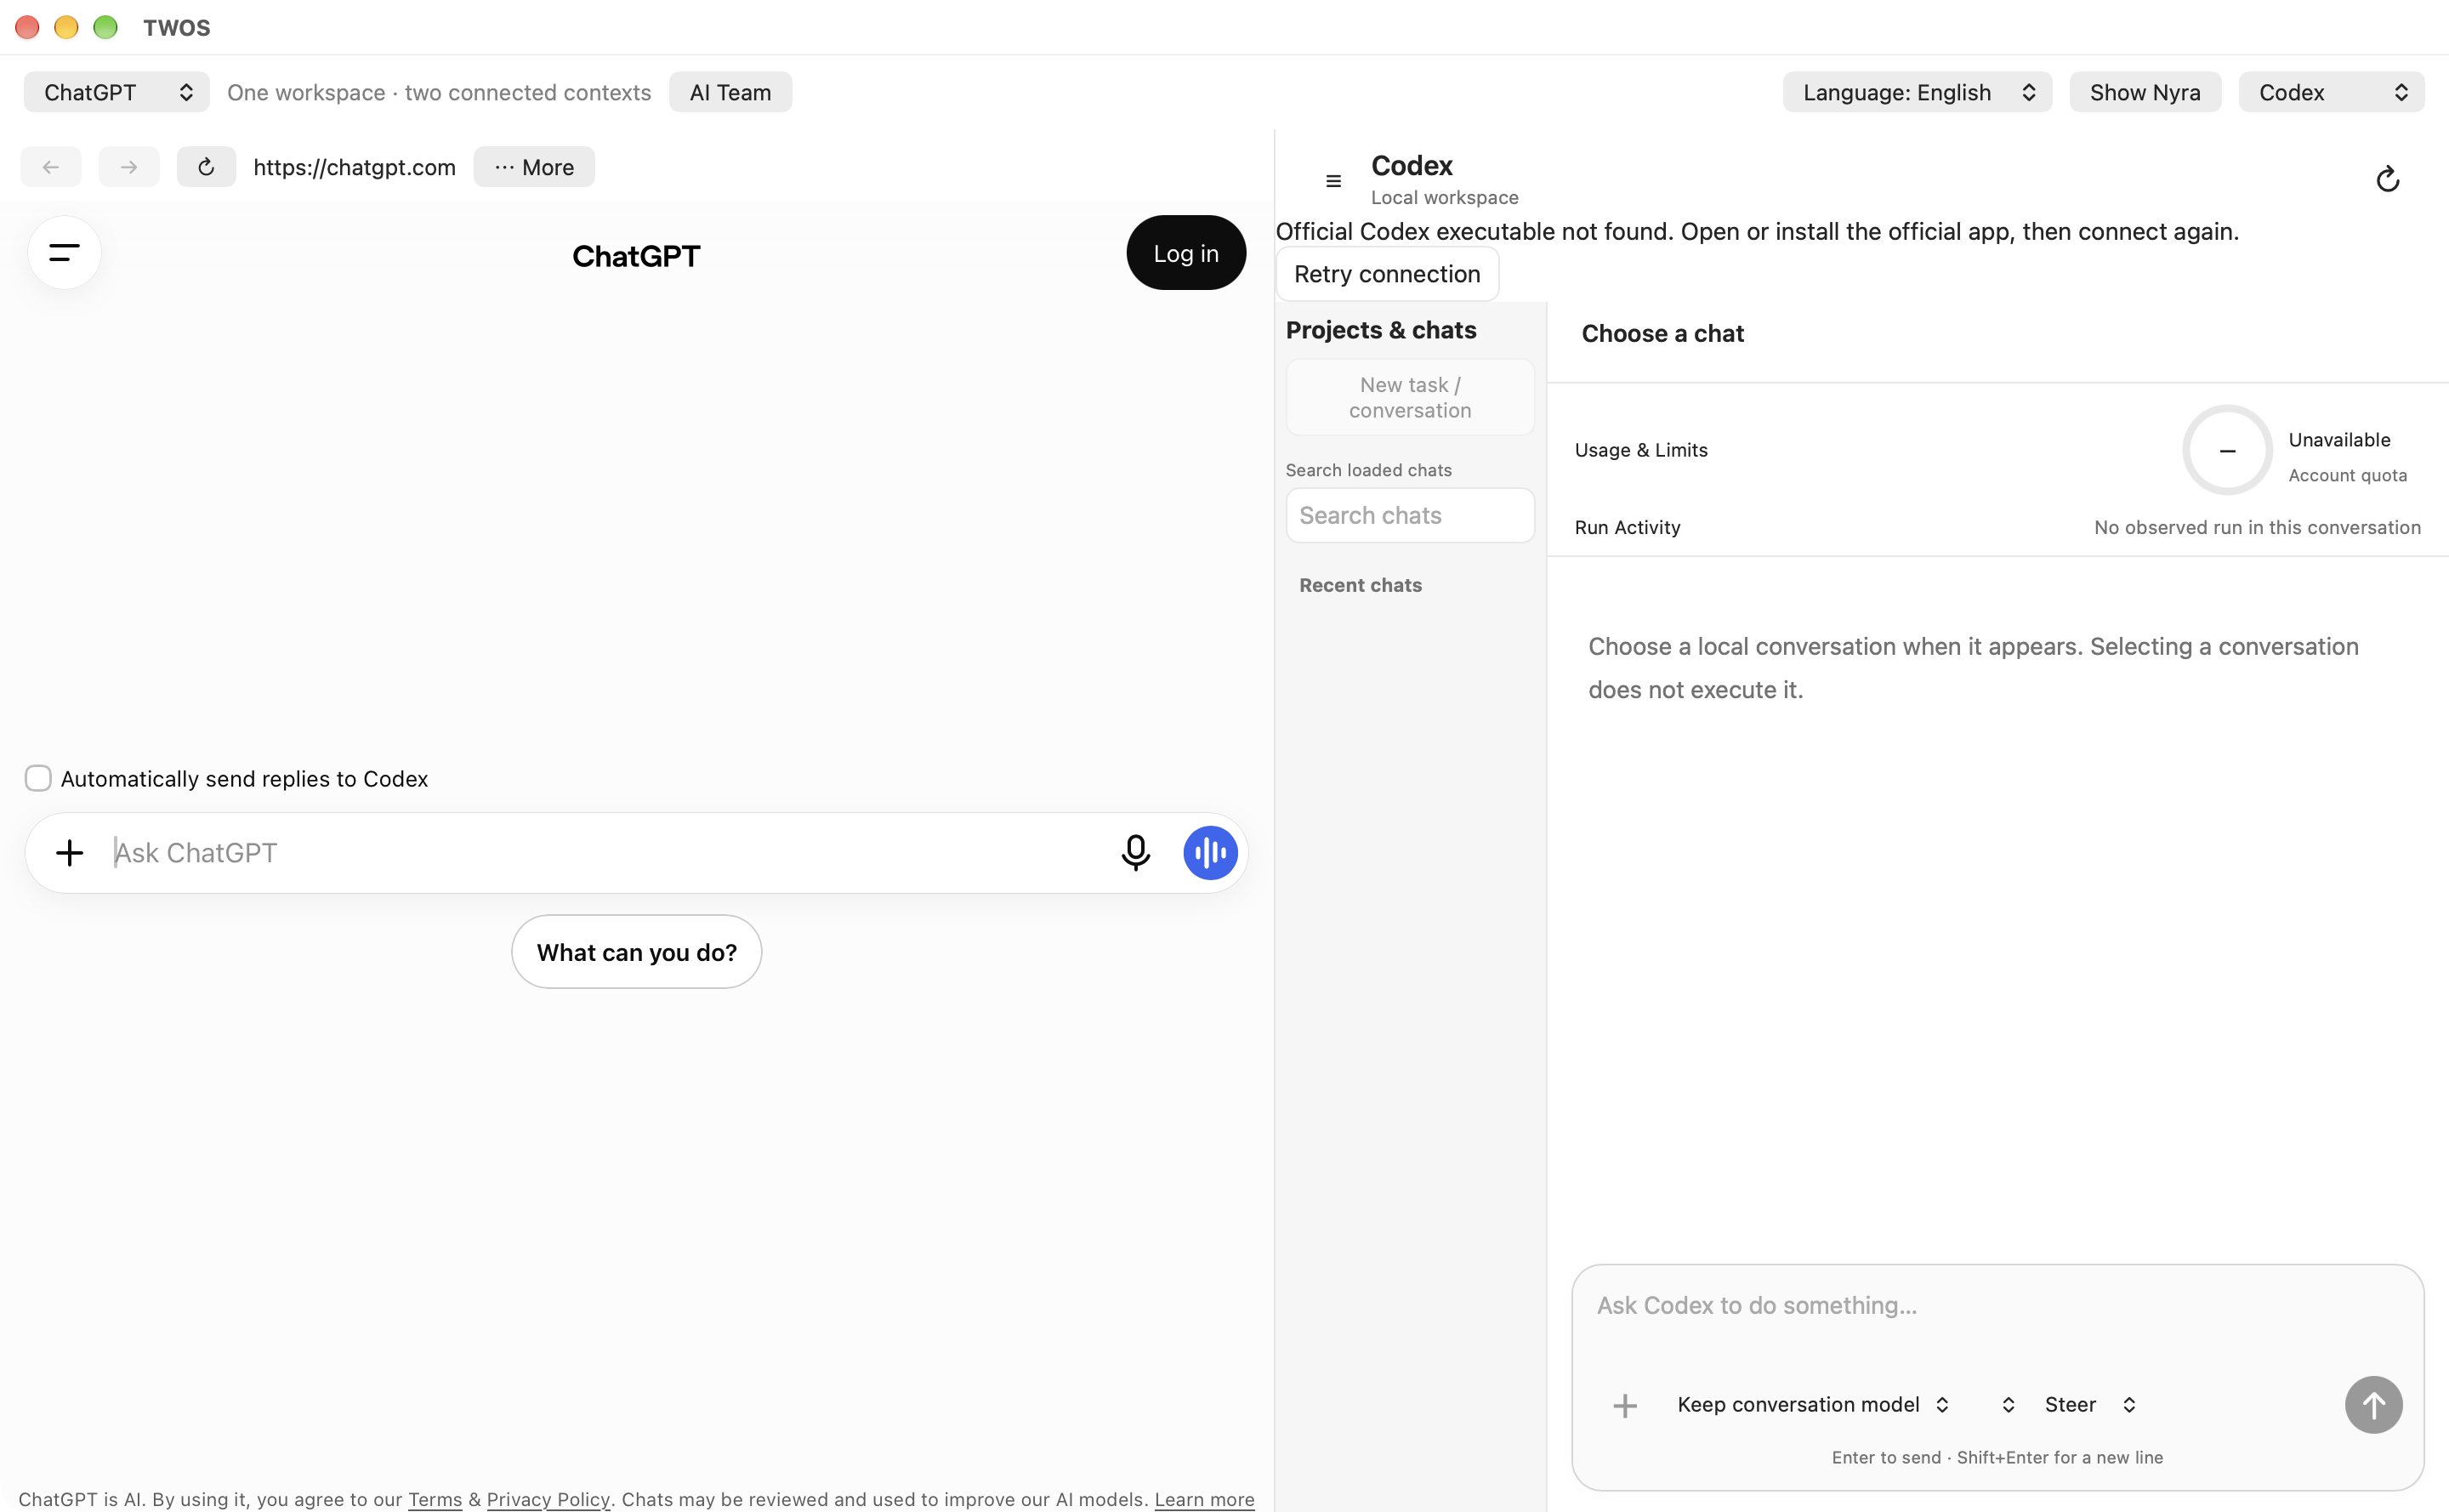 TWOS
ChatGPT
One workspace · two connected contexts
AI Team
Language: English
Show Nyra
Codex
https://chatgpt.com
··· More
ChatGPT
Log in
Automatically send replies to Codex
Ask ChatGPT
What can you do?
ChatGPT is AI. By using it, you agree to our Terms & Privacy Policy. Chats may be reviewed and used to improve our AI models. Learn more
Codex
Local workspace
Official Codex executable not found. Open or install the official app, then connect again.
Retry connection
Projects & chats
New task /
conversation
Search loaded chats
Search chats
Recent chats
Choose a chat
Usage & Limits
–
Unavailable
Account quota
Run Activity
No observed run in this conversation
Choose a local conversation when it appears. Selecting a conversation
does not execute it.
Ask Codex to do something...
Keep conversation model
Steer
Enter to send · Shift+Enter for a new line